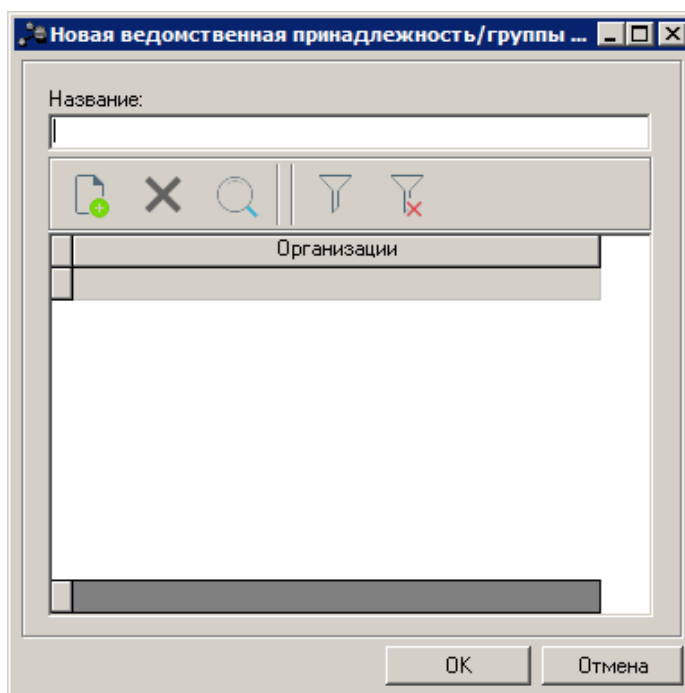 Новая ведомственная принадлежность/группы ...
Название:
Организации
OK
Отмена